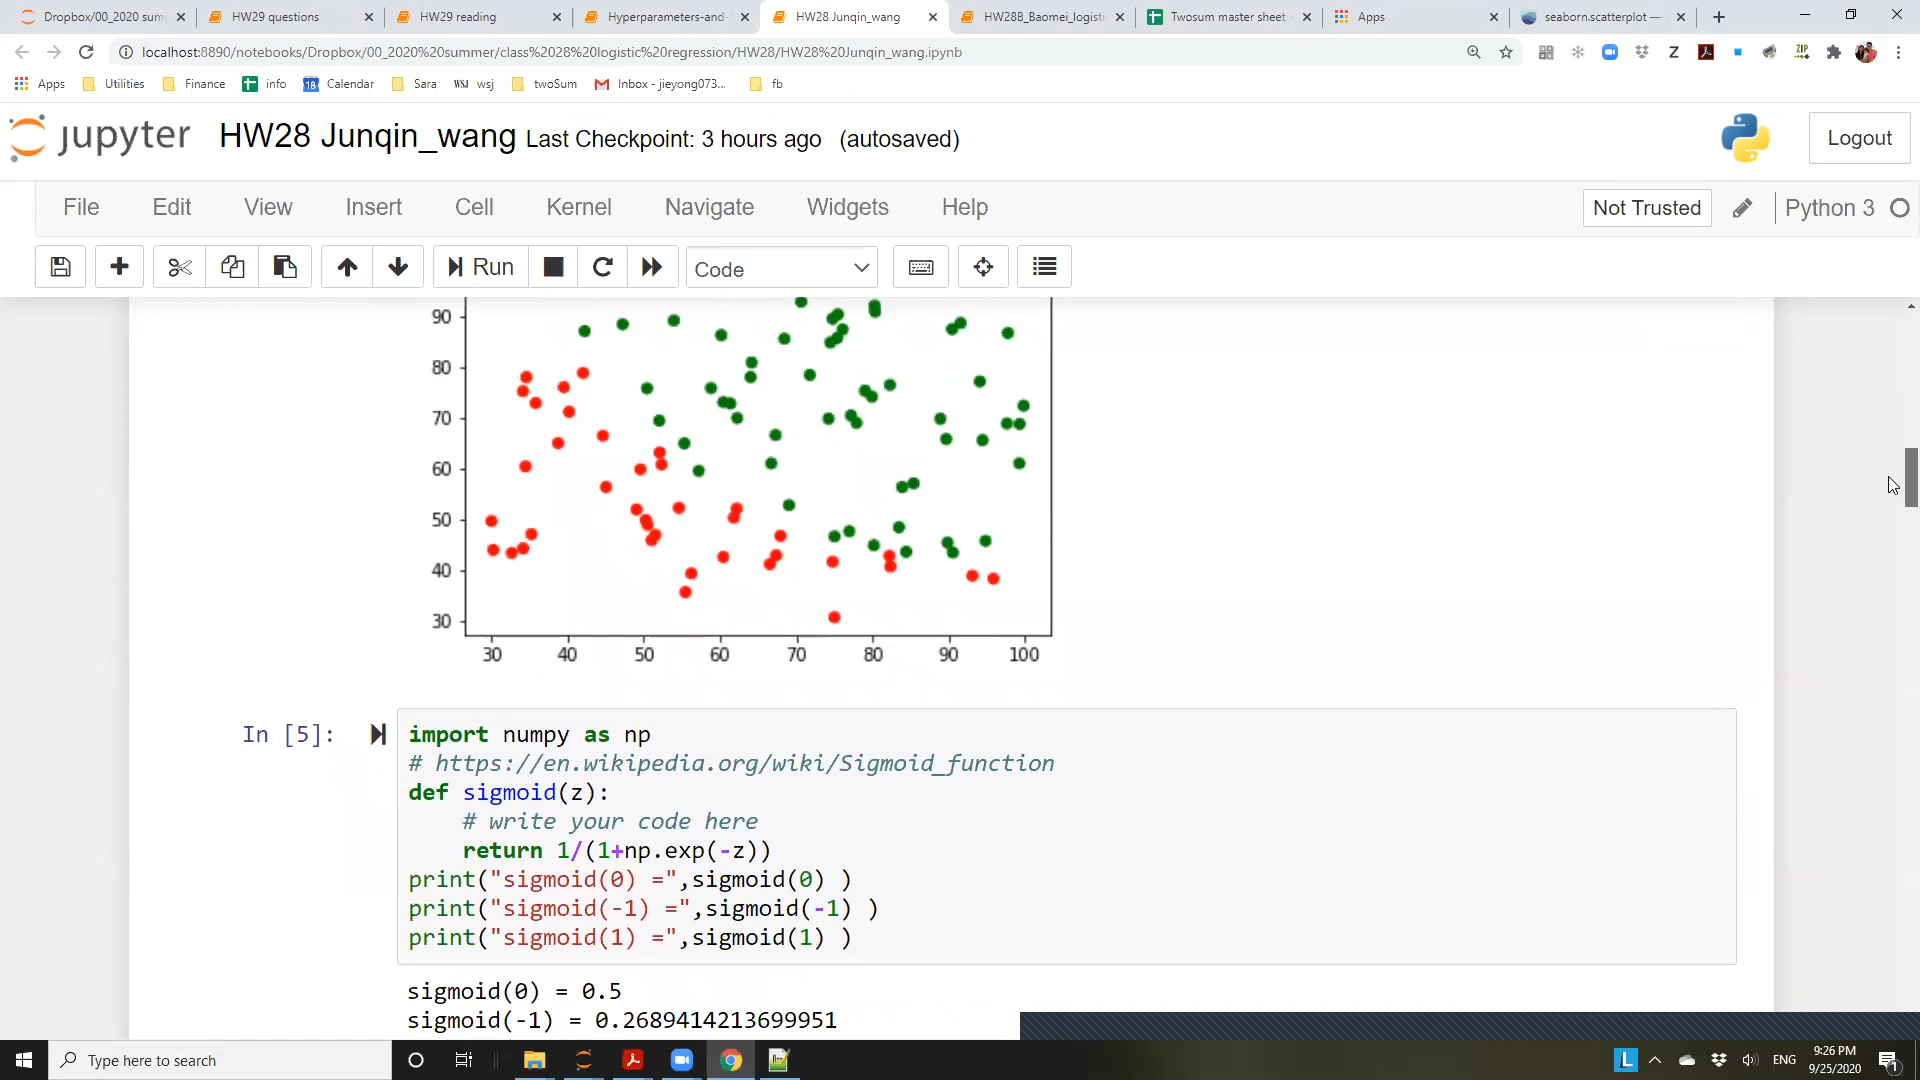 Dropbox/00_2020 sum
HW29 questions
HW29 reading
Hyperparameters-and-
HW28 Junqin_wang
HW28B_Baomei_logisti
Twosum master sheet -
Apps
seaborn.scatterplot —
localhost:8890/notebooks/Dropbox/00_2020%20summer/class%2028%20logistic%20regression/HW28/HW28%20Junqin_wang.ipynb
Apps
Utilities
Finance
info
Calendar
Sara
WSJ wsj
twoSum
Inbox - jieyong073...
fb
jupyter HW28 Junqin_wang Last Checkpoint: 3 hours ago (autosaved)
Logout
File Edit View Insert Cell Kernel Navigate Widgets Help
Not Trusted
Python 3
Run
Code
90
80
70
60
50
40
30
30 40 50 60 70 80 90 100
In [5]:
import numpy as np
# https://en.wikipedia.org/wiki/Sigmoid_function
def sigmoid(z):
# write your code here
return 1/(1+np.exp(-z))
print("sigmoid(0) =",sigmoid(0) )
print("sigmoid(-1) =",sigmoid(-1) )
print("sigmoid(1) =",sigmoid(1) )
sigmoid(0) = 0.5
sigmoid(-1) = 0.2689414213699951
Type here to search
L
ENG
9:26 PM
9/25/2020